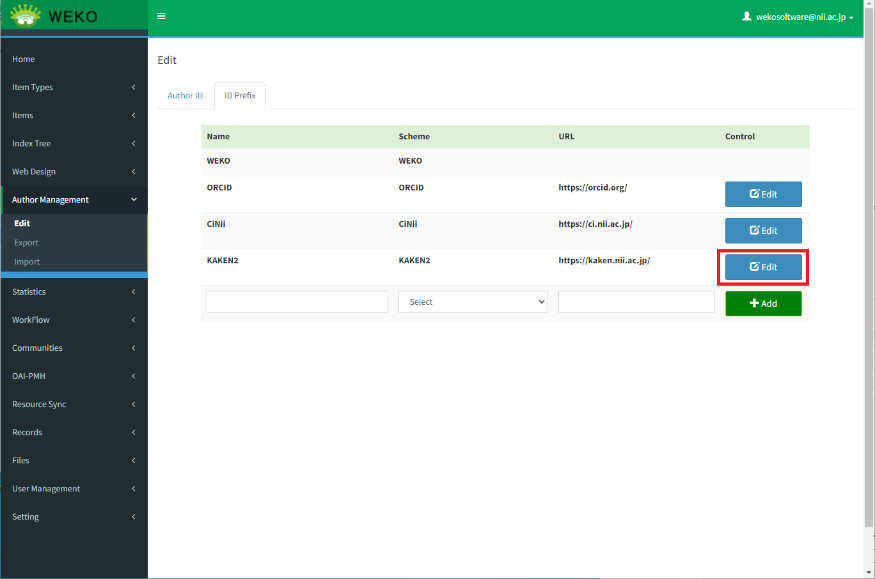 WEKO
wekosoftware@nii.ac.jp
Home
Item Types
Items
Index Tree
Web Design
Author Management
Edit
Export
Import
Statistics
WorkFlow
Communities
OAI-PMH
Resource Sync
Records
Files
User Management
Setting
Edit
Author ID
ID Prefix
Name Scheme URL Control
WEKO WEKO
ORCID ORCID https://orcid.org/ Edit
CiNii CiNii https://ci.nii.ac.jp/ Edit
KAKEN2 KAKEN2 https://kaken.nii.ac.jp/ Edit
Select Add